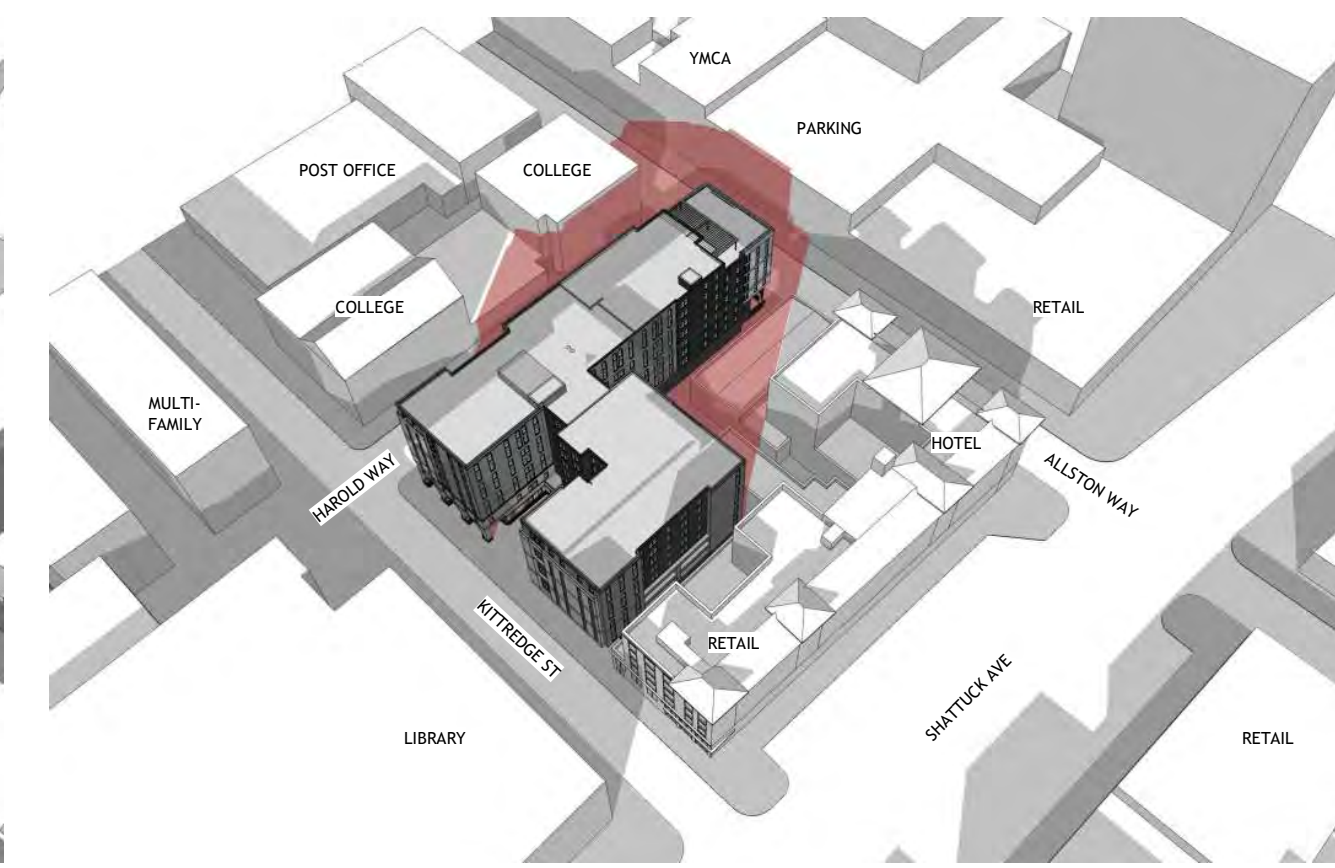 YMCA
PARKING
POST OFFICE
COLLEGE
COLLEGE
RETAIL
MULTI-
FAMILY
HAROLD WAY
HOTEL
ALLSTON WAY
KITTREDGE ST
RETAIL
SHATTUCK AVE
LIBRARY
RETAIL